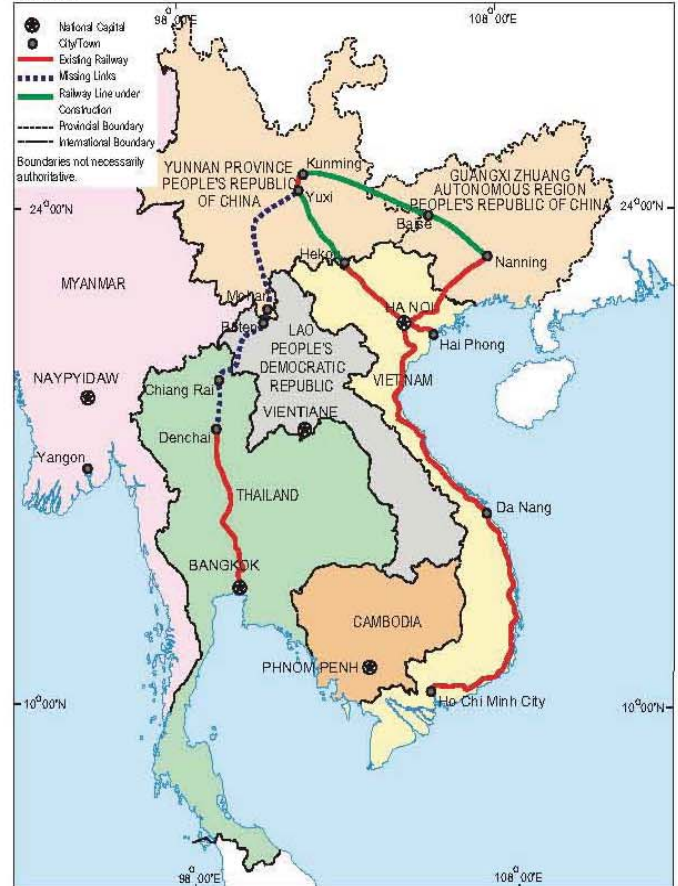 98°00'E
108°00'E
National Capital
City/Town
Existing Railway
Missing Links
Railway Line under
Construction
Provincial Boundary
International Boundary
Boundaries not necessarily
authoritative.
YUNNAN PROVINCE
PEOPLE'S REPUBLIC
OF CHINA
Kunming
Yuxi
GUANGXI ZHUANG
AUTONOMOUS REGION
PEOPLE'S REPUBLIC OF CHINA
24°00'N
24°00'N
Baise
Hekou
Nanning
MYANMAR
Mohan
HA NOI
Boten
LAO
PEOPLE'S
DEMOCRATIC
REPUBLIC
Hai Phong
VIETNAM
NAYPYIDAW
Chiang Rai
VIENTIANE
Denchai
Yangon
THAILAND
Da Nang
BANGKOK
CAMBODIA
PHNOM PENH
Ho Chi Minh City
10°00'N
10°00'N
98°00'E
108°00'E